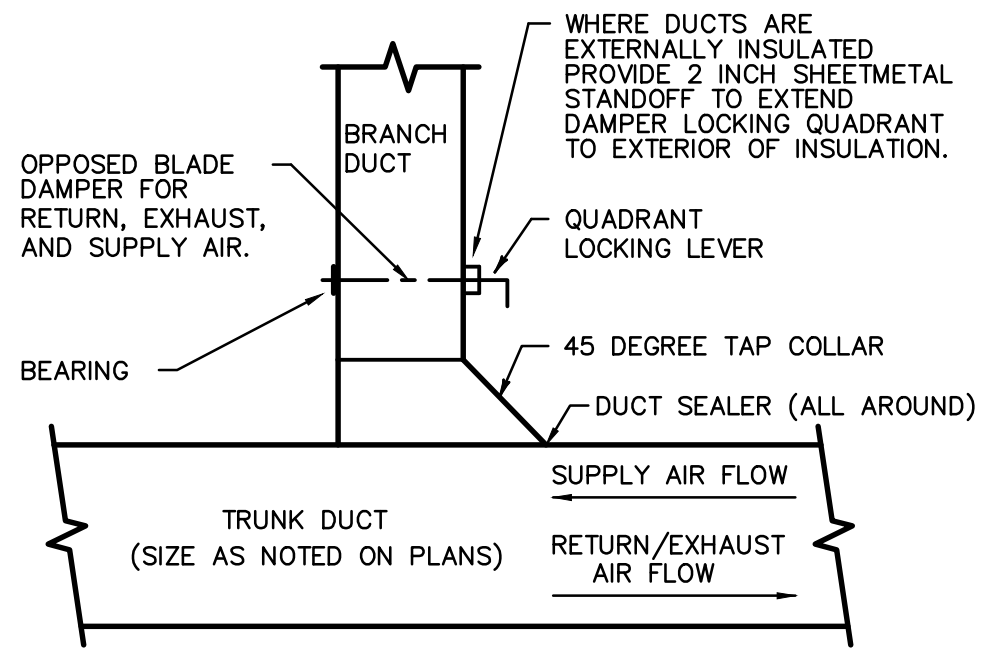 WHERE DUCTS ARE
EXTERNALLY INSULATED
PROVIDE 2 INCH SHEETMETAL
STANDOFF TO EXTEND
DAMPER LOCKING QUADRANT
TO EXTERIOR OF INSULATION.
BRANCH
DUCT
OPPOSED BLADE
DAMPER FOR
RETURN, EXHAUST,
AND SUPPLY AIR.
QUADRANT
LOCKING LEVER
BEARING
45 DEGREE TAP COLLAR
DUCT SEALER (ALL AROUND)
SUPPLY AIR FLOW
TRUNK DUCT
(SIZE AS NOTED ON PLANS)
RETURN/EXHAUST
AIR FLOW